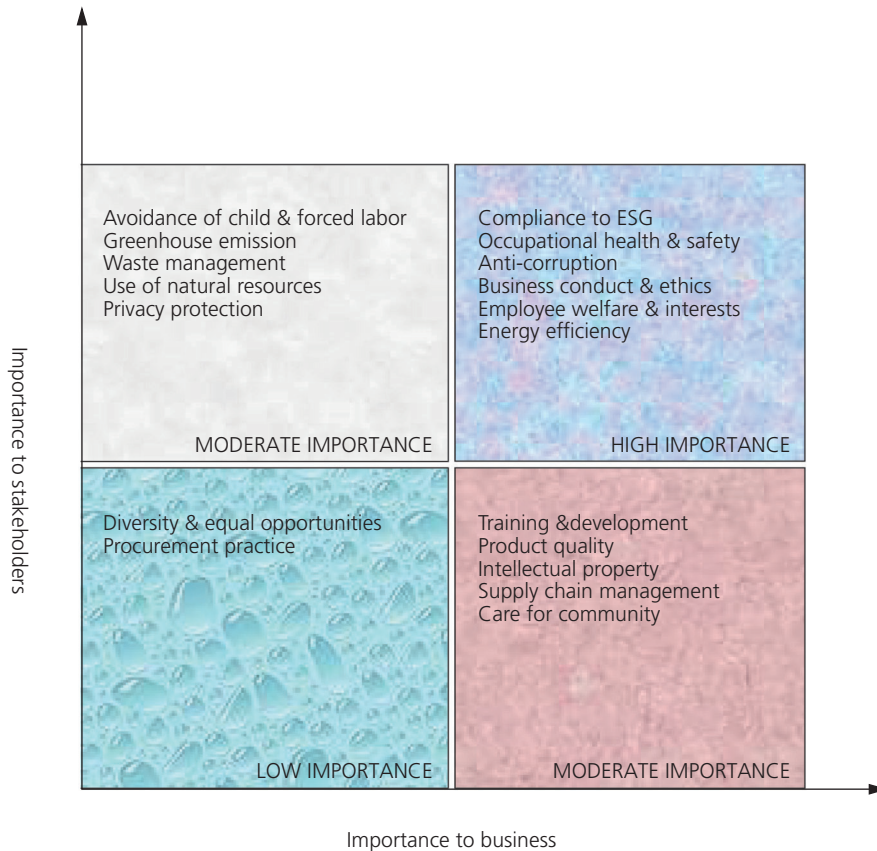 Avoidance of child & forced labor
Greenhouse emission
Waste management
Use of natural resources
Privacy protection
MODERATE IMPORTANCE
Compliance to ESG
Occupational health & safety
Anti-corruption
Business conduct & ethics
Employee welfare & interests
Energy efficiency
HIGH IMPORTANCE
Importance to stakeholders
Diversity & equal opportunities
Procurement practice
LOW IMPORTANCE
Training &development
Product quality
Intellectual property
Supply chain management
Care for community
MODERATE IMPORTANCE
Importance to business